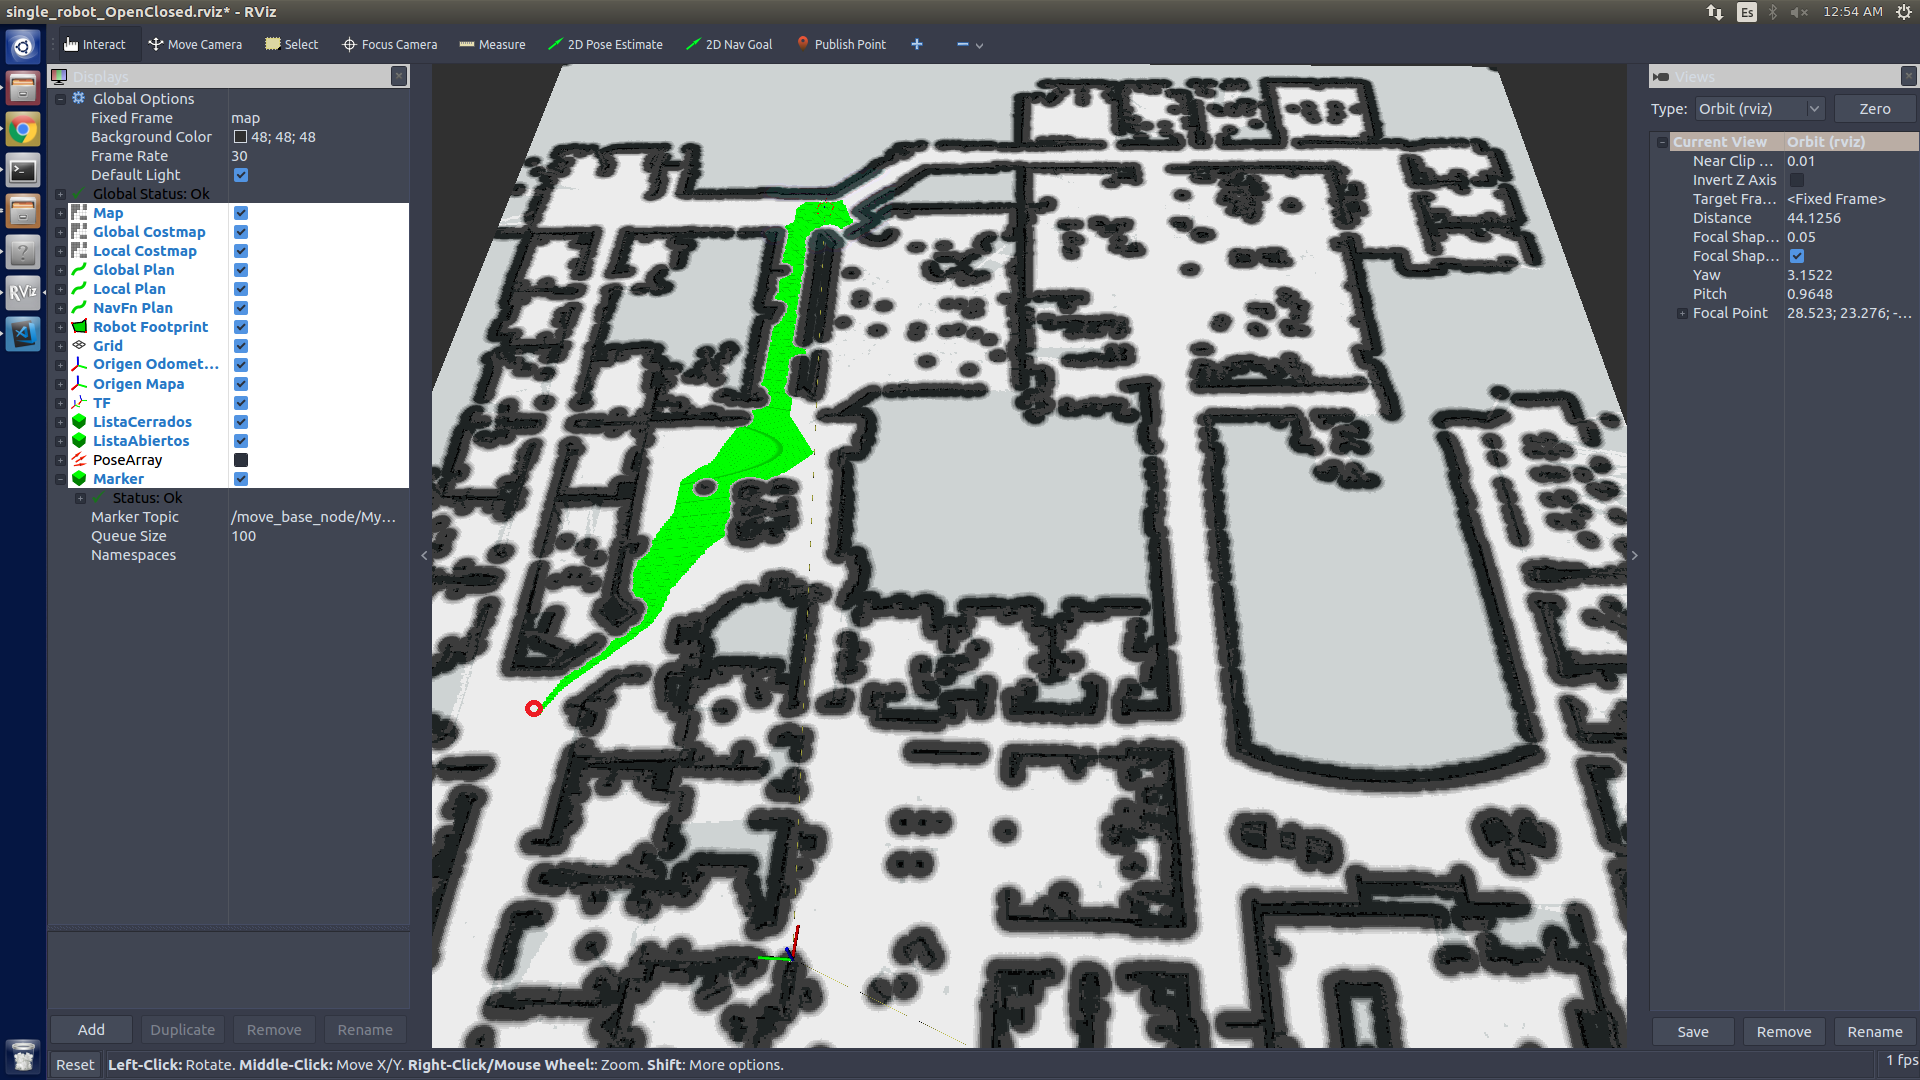 single_robot_OpenClosed.rviz* - RViz
Es
12:54 AM
Interact
Move Camera
Select
Focus Camera
Measure
2D Pose Estimate
2D Nav Goal
Publish Point
Displays
Global Options
Fixed Frame map
Background Color 48; 48; 48
Frame Rate 30
Default Light
Global Status: Ok
Map
Global Costmap
Local Costmap
Global Plan
Local Plan
NavFn Plan
Robot Footprint
Grid
Origen Odomet...
Origen Mapa
TF
ListaCerrados
ListaAbiertos
PoseArray
Marker
Status: Ok
Marker Topic /move_base_node/My...
Queue Size 100
Namespaces
Add
Duplicate
Remove
Rename
RViz
Views
Type: Orbit (rviz)
Zero
Current View Orbit (rviz)
Near Clip ... 0.01
Invert Z Axis
Target Fra... <Fixed Frame>
Distance 44.1256
Focal Shap... 0.05
Focal Shap...
Yaw 3.1522
Pitch 0.9648
Focal Point 28.523; 23.276; -...
Save
Remove
Rename
Reset
Left-Click: Rotate. Middle-Click: Move X/Y. Right-Click/Mouse Wheel:: Zoom. Shift: More options.
1 fps